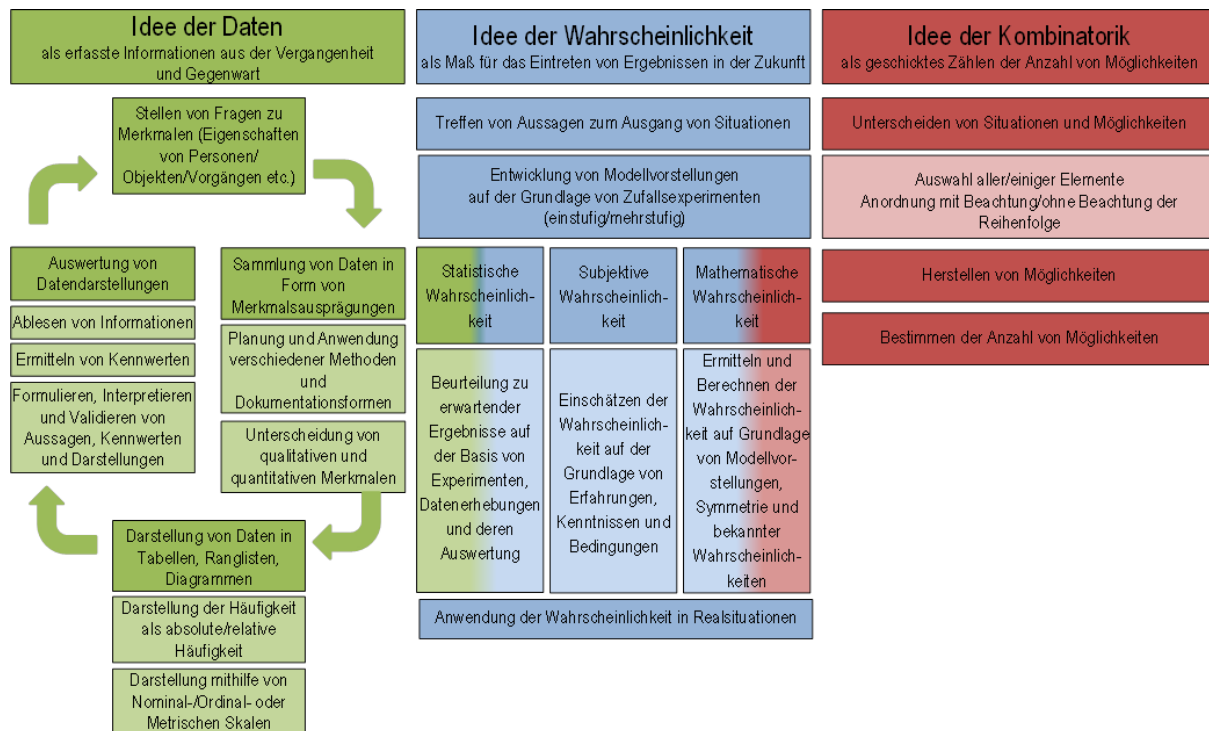 Idee der Daten
als erfasste Informationen aus der Vergangenheit
und Gegenwart
Stellen von Fragen zu
Merkmalen (Eigenschaften
von Personen/
Objekten/Vorgängen etc.)
Auswertung von
Datendarstellungen
Ablesen von Informationen
Ermitteln von Kennwerten
Formulieren, Interpretieren
und Validieren von
Aussagen, Kennwerten
und Darstellungen
Sammlung von Daten in
Form von
Merkmalsausprägungen
Planung und Anwendung
verschiedener Methoden
und
Dokumentationsformen
Unterscheidung von
qualitativen und
quantitativen Merkmalen
Darstellung von Daten in
Tabellen, Ranglisten,
Diagrammen
Darstellung der Häufigkeit
als absolute/relative
Häufigkeit
Darstellung mithilfe von
Nominal-/Ordinal- oder
Metrischen Skalen
Idee der Wahrscheinlichkeit
als Maß für das Eintreten von Ergebnissen in der Zukunft
Treffen von Aussagen zum Ausgang von Situationen
Entwicklung von Modellvorstellungen
auf der Grundlage von Zufallsexperimenten
(einstufig/mehrstufig)
Statistische
Wahrscheinlich-
keit
Beurteilung zu
erwartender
Ergebnisse auf
der Basis von
Experimenten,
Datenerhebungen
und deren
Auswertung
Subjektive
Wahrscheinlich-
keit
Einschätzen der
Wahrscheinlich-
keit auf der
Grundlage von
Erfahrungen,
Kenntnissen und
Bedingungen
Mathematische
Wahrscheinlich-
keit
Ermitteln und
Berechnen der
Wahrscheinlich-
keit auf Grundlage
von Modellvor-
stellungen,
Symmetrie und
bekannter
Wahrscheinlich-
keiten
Anwendung der Wahrscheinlichkeit in Realsituationen
Idee der Kombinatorik
als geschicktes Zählen der Anzahl von Möglichkeiten
Unterscheiden von Situationen und Möglichkeiten
Auswahl aller/einiger Elemente
Anordnung mit Beachtung/ohne Beachtung der
Reihenfolge
Herstellen von Möglichkeiten
Bestimmen der Anzahl von Möglichkeiten